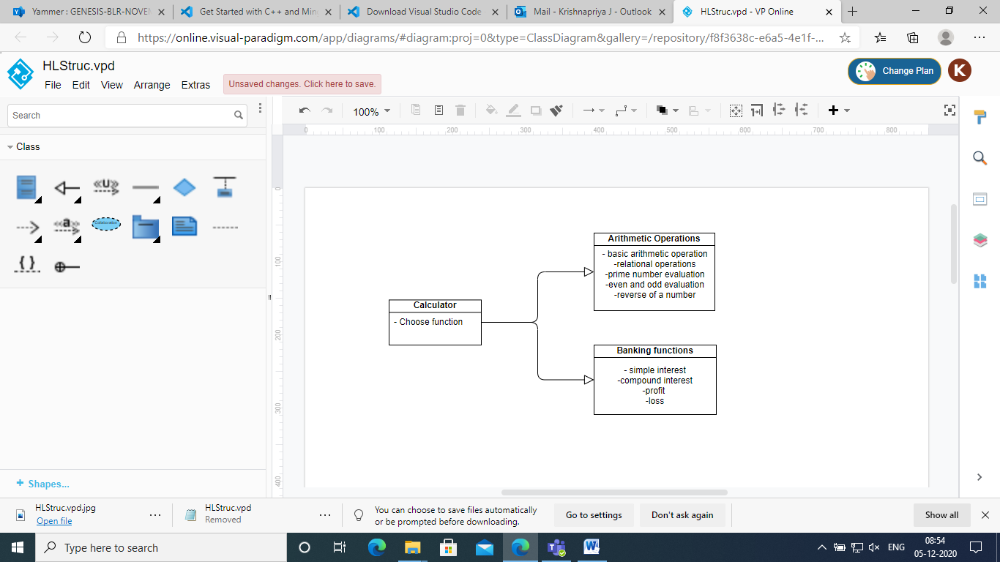 Yammer : GENESIS-BLR-NOVEM
Get Started with C++ and Min
Download Visual Studio Code
Mail - Krishnapriya J - Outlook
HLStruc.vpd - VP Online
https://online.visual-paradigm.com/app/diagrams/#diagram:proj=0&type=ClassDiagram&gallery=/repository/f8f3638c-e6a5-4e1f-...
HLStruc.vpd
File Edit View Arrange Extras
Unsaved changes. Click here to save.
Change Plan
K
Search
100%
0 100 200 300 400 500 600 700 800
Class
«U»
«a»
Collaboration
{ }
0
100
200
300
400
Arithmetic Operations
- basic arithmetic operation
-relational operations
-prime number evaluation
-even and odd evaluation
-reverse of a number
Calculator
- Choose function
Banking functions
- simple interest
-compound interest
-profit
-loss
+ Shapes...
HLStruc.vpd.jpg
Open file
HLStruc.vpd
Removed
You can choose to save files automatically
or be prompted before downloading.
Go to settings
Don't ask again
Show all
Type here to search
ENG
08:54
05-12-2020